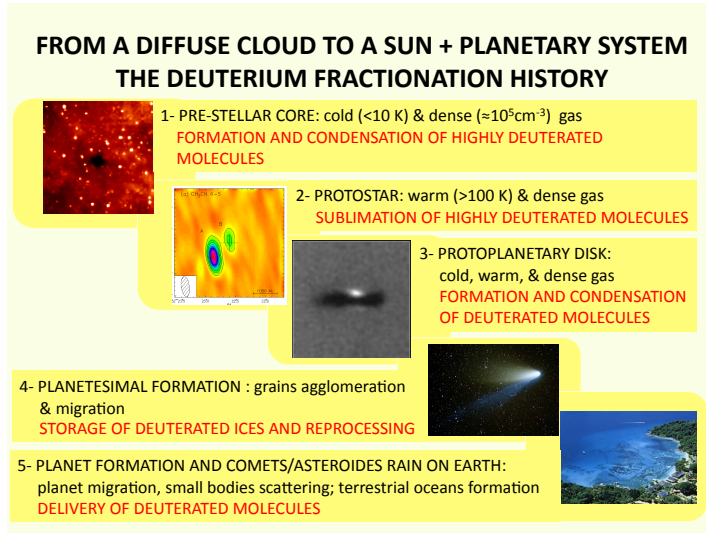 FROM A DIFFUSE CLOUD TO A SUN + PLANETARY SYSTEM
THE DEUTERIUM FRACTIONATION HISTORY
1- PRE-STELLAR CORE: cold (<10 K) & dense (≈10⁵cm⁻³) gas
FORMATION AND CONDENSATION OF HIGHLY DEUTERATED
MOLECULES
2- PROTOSTAR: warm (>100 K) & dense gas
SUBLIMATION OF HIGHLY DEUTERATED MOLECULES
3- PROTOPLANETARY DISK:
cold, warm, & dense gas
FORMATION AND CONDENSATION
OF DEUTERATED MOLECULES
4- PLANETESIMAL FORMATION : grains agglomeration
& migration
STORAGE OF DEUTERATED ICES AND REPROCESSING
5- PLANET FORMATION AND COMETS/ASTEROIDES RAIN ON EARTH:
planet migration, small bodies scattering; terrestrial oceans formation
DELIVERY OF DEUTERATED MOLECULES